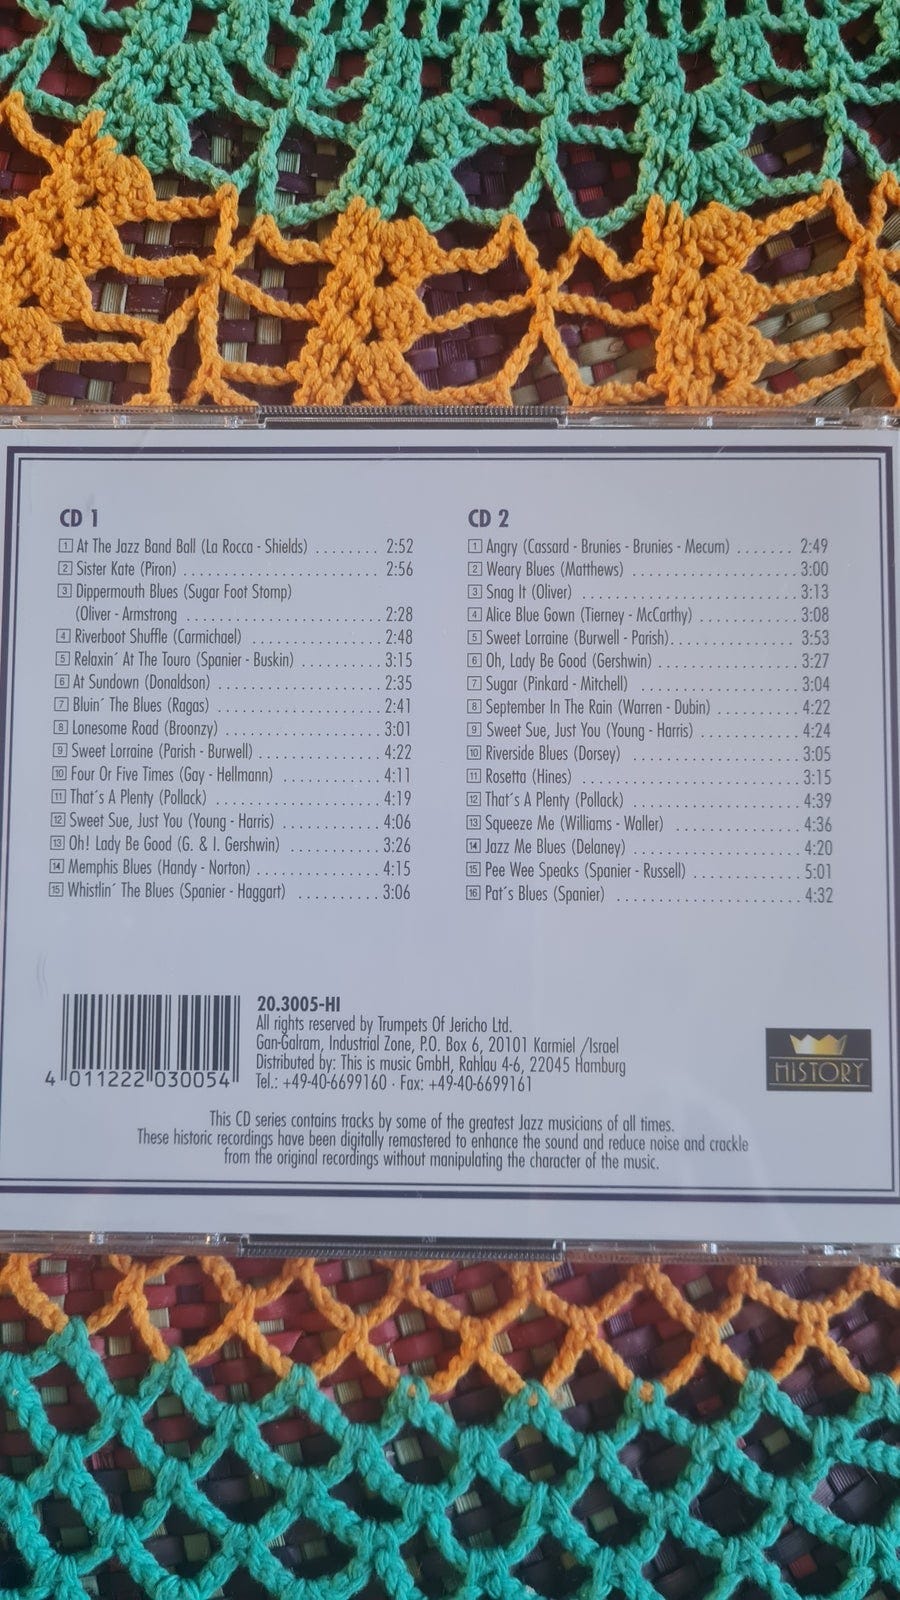 CD 1
1 At The Jazz Band Ball (La Rocca - Shields) ........ 2:52
2 Sister Kate (Piron) ............................. 2:56
3 Dippermouth Blues (Sugar Foot Stomp)
(Oliver - Armstrong ............................. 2:28
4 Riverboot Shuffle (Carmichael) .................. 2:48
5 Relaxin´ At The Touro (Spanier - Buskin) .......... 3:15
6 At Sundown (Donaldson) ........................ 2:35
7 Bluin´ The Blues (Ragas) ........................ 2:41
8 Lonesome Road (Broonzy) ....................... 3:01
9 Sweet Lorraine (Parish - Burwell) ................. 4:22
10 Four Or Five Times (Gay - Hellmann) ............. 4:11
11 That´s A Plenty (Pollack) ........................ 4:19
12 Sweet Sue, Just You (Young - Harris) .............. 4:06
13 Oh! Lady Be Good (G. & I. Gershwin) ............. 3:26
14 Memphis Blues (Handy - Norton) ................. 4:15
15 Whistlin´ The Blues (Spanier - Haggart) .......... 3:06
CD 2
1 Angry (Cassard - Brunies - Brunies - Mecum) ....... 2:49
2 Weary Blues (Matthews) ........................ 3:00
3 Snag It (Oliver) ................................ 3:13
4 Alice Blue Gown (Tierney - McCarthy) ............. 3:08
5 Sweet Lorraine (Burwell - Parish)................. 3:53
6 Oh, Lady Be Good (Gershwin) .................... 3:27
7 Sugar (Pinkard - Mitchell) ...................... 3:04
8 September In The Rain (Warren - Dubin) .......... 4:22
9 Sweet Sue, Just You (Young - Harris) ............. 4:24
10 Riverside Blues (Dorsey) ....................... 3:05
11 Rosetta (Hines) ............................... 3:15
12 That´s A Plenty (Pollack) ....................... 4:39
13 Squeeze Me (Williams - Waller) ................. 4:36
14 Jazz Me Blues (Delaney) ....................... 4:20
15 Pee Wee Speaks (Spanier - Russell) .............. 5:01
16 Pat´s Blues (Spanier) .......................... 4:32
4 011222 030054
20.3005-HI
All rights reserved by Trumpets Of Jericho Ltd.
Gan-Galram, Industrial Zone, P.O. Box 6, 20101 Karmiel /Israel
Distributed by: This is music GmbH, Rahlau 4-6, 22045 Hamburg
Tel.: +49-40-6699160 · Fax: +49-40-6699161
HISTORY
This CD series contains tracks by some of the greatest Jazz musicians of all times.
These historic recordings have been digitally remastered to enhance the sound and reduce noise and crackle
from the original recordings without manipulating the character of the music.